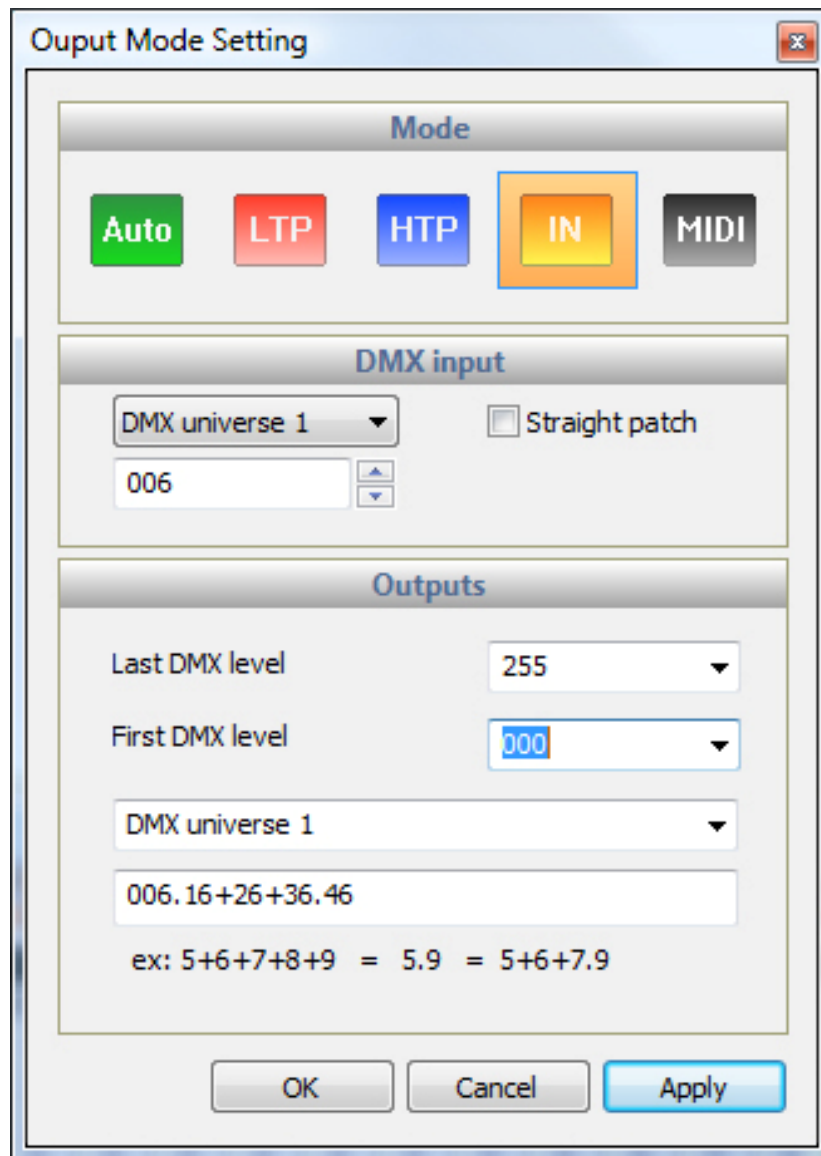 Ouput Mode Setting
Mode
Auto LTP HTP IN MIDI
DMX input
DMX universe 1 Straight patch
006
Outputs
Last DMX level 255
First DMX level 000
DMX universe 1
006.16+26+36.46
ex: 5+6+7+8+9 = 5.9 = 5+6+7.9
OK Cancel Apply